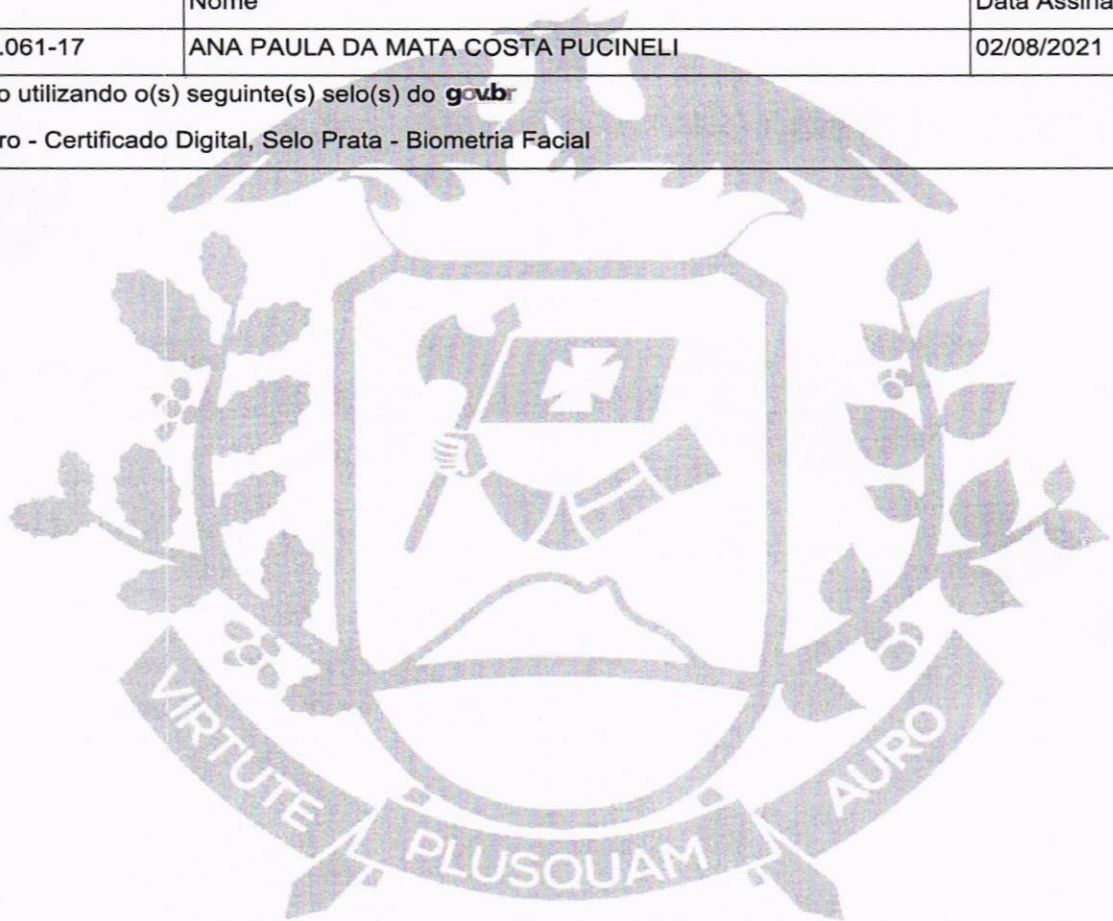 Nome Data Assina
.061-17 ANA PAULA DA MATA COSTA PUCINELI 02/08/2021
o utilizando o(s) seguinte(s) selo(s) do gov.br
ro - Certificado Digital, Selo Prata - Biometria Facial
VIRTUTE PLUSQUAM AURO